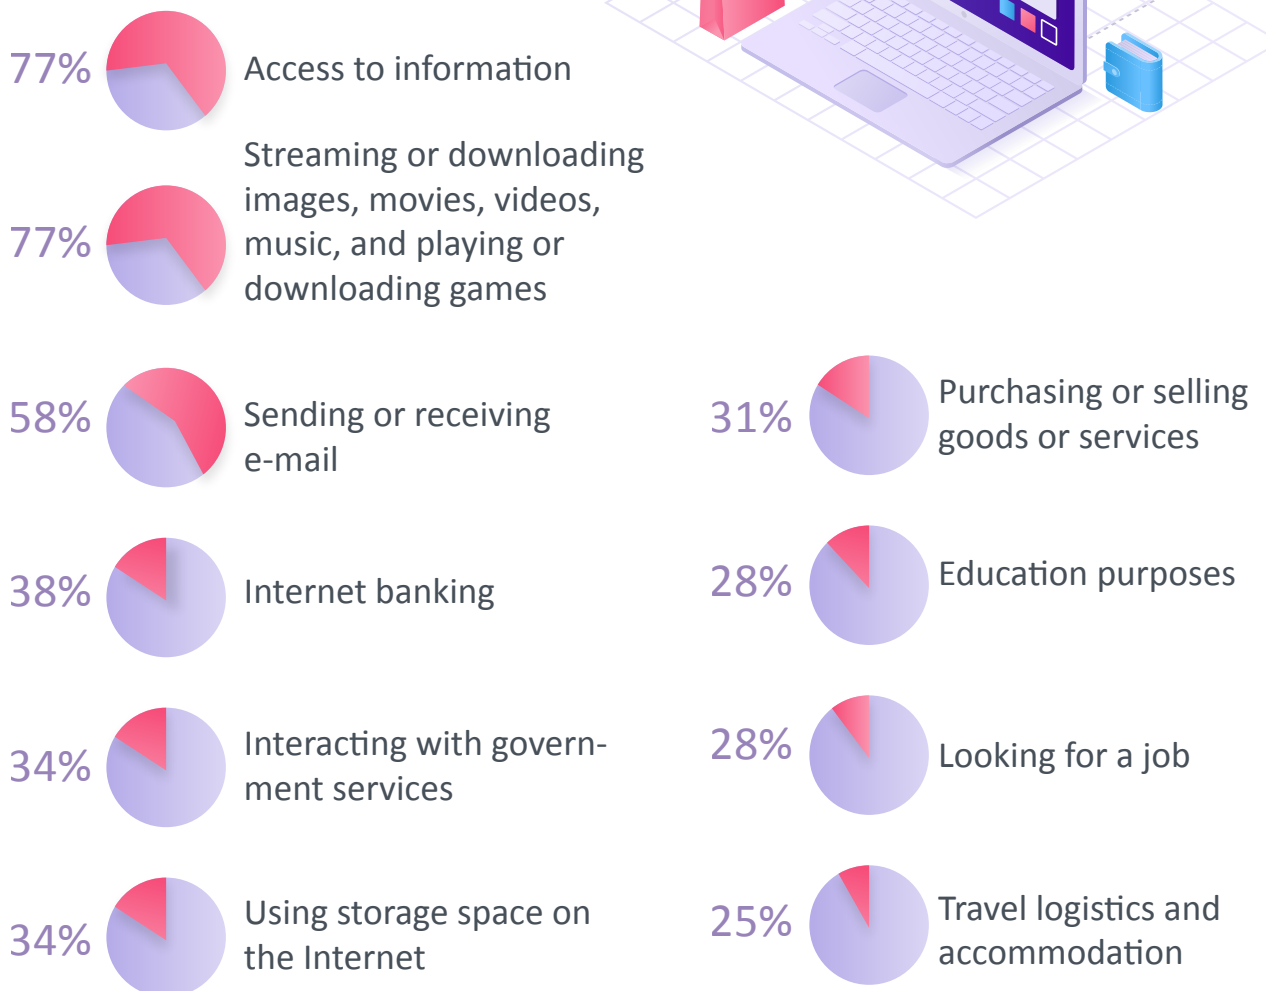 77%
Access to information
77%
Streaming or downloading
images, movies, videos,
music, and playing or
downloading games
58%
Sending or receiving
e-mail
38%
Internet banking
34%
Interacting with govern-
ment services
34%
Using storage space on
the Internet
31%
Purchasing or selling
goods or services
28%
Education purposes
28%
Looking for a job
25%
Travel logistics and
accommodation